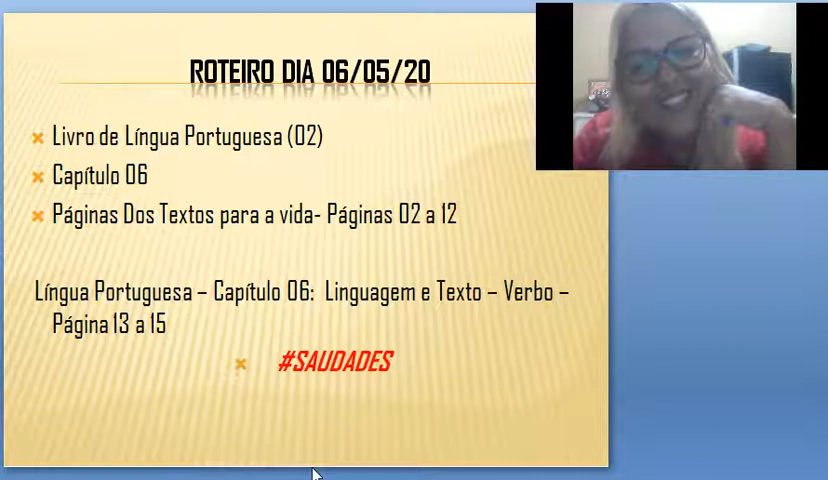 ROTEIRO DIA 06/05/20
Livro de Língua Portuguesa (02)
Capítulo 06
Páginas Dos Textos para a vida- Páginas 02 a 12
Língua Portuguesa – Capítulo 06: Linguagem e Texto – Verbo –
Página 13 a 15
#SAUDADES